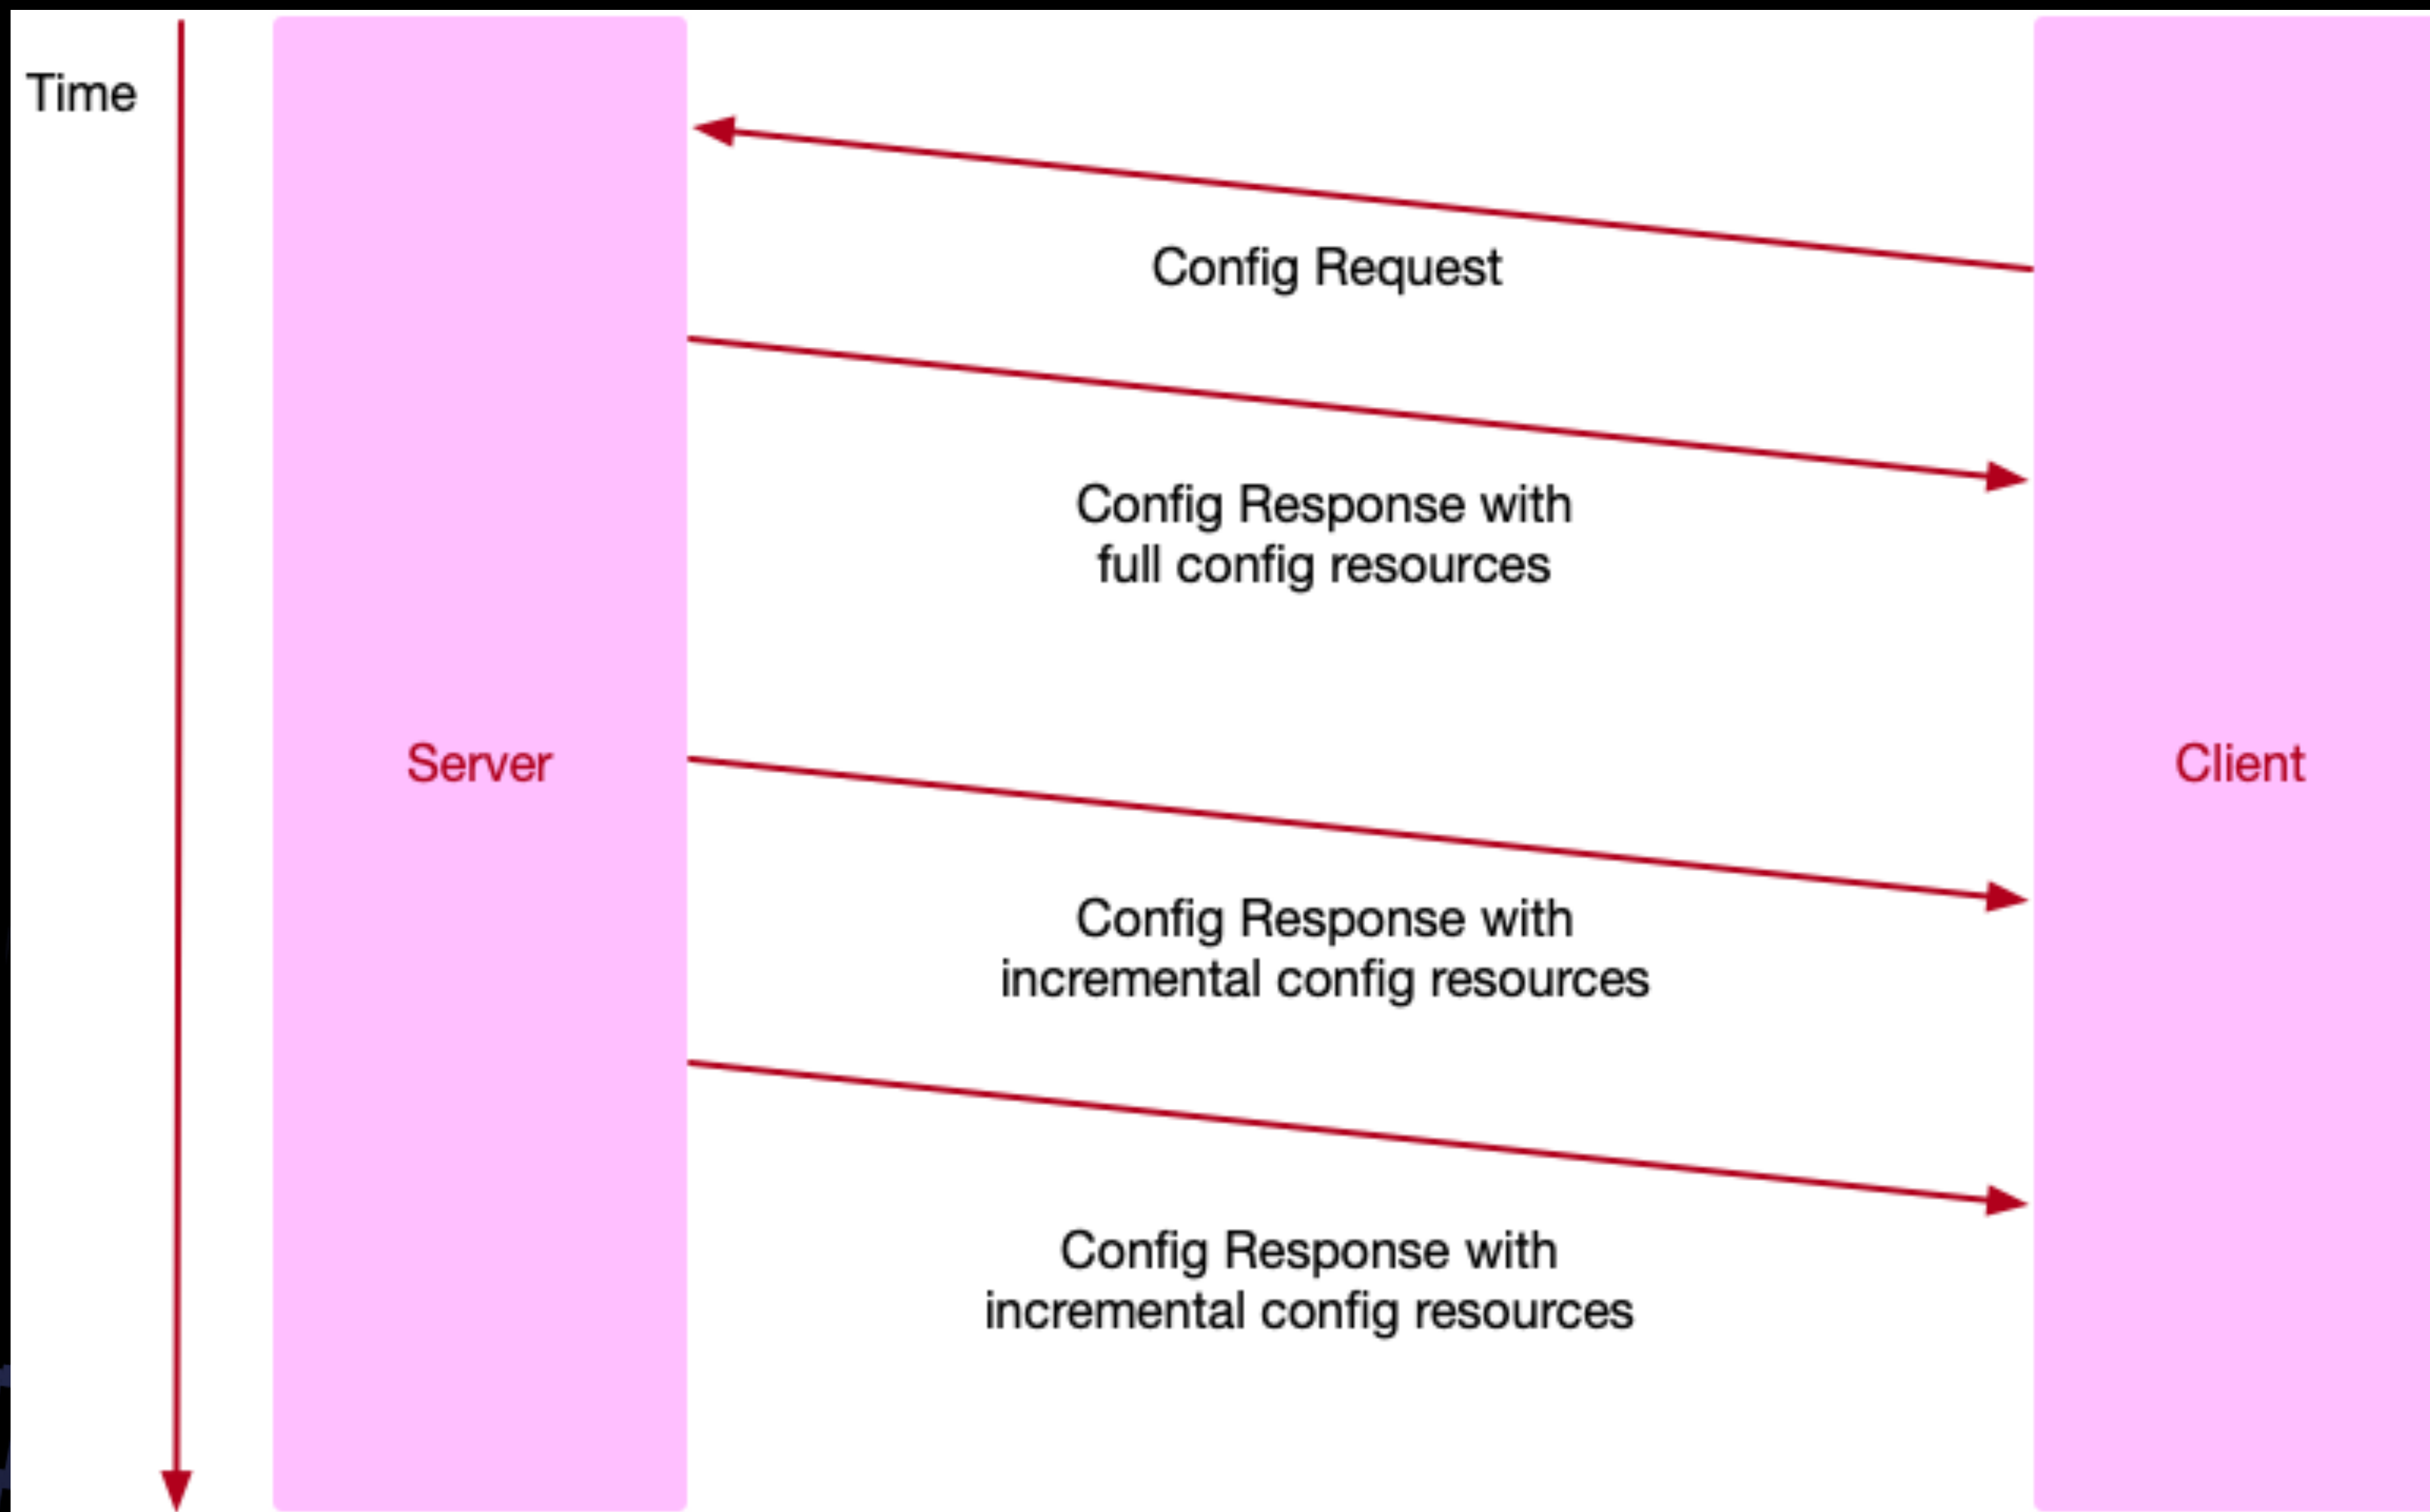 Time
Config Request
Config Response with
full config resources
Server
Client
Config Response with
incremental config resources
Config Response with
incremental config resources